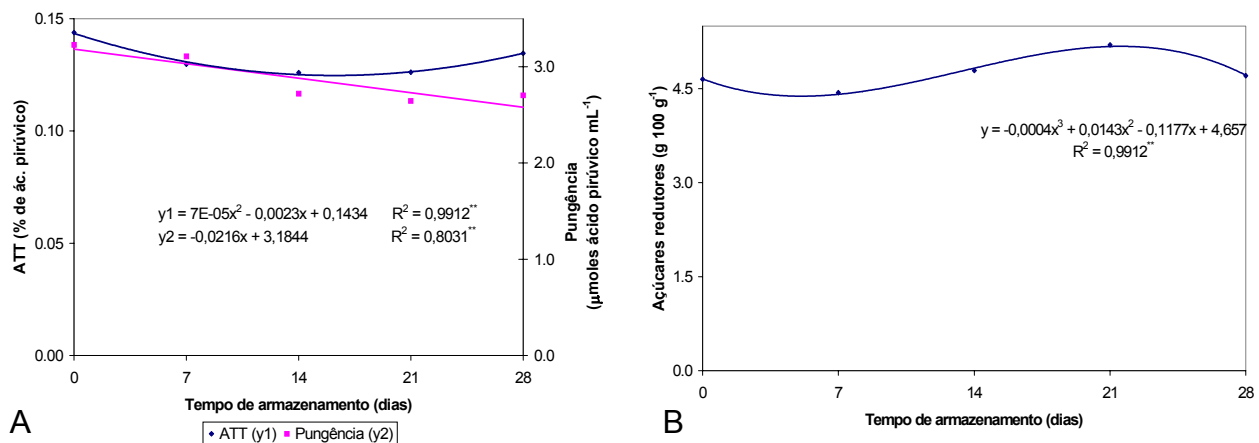 0.15
0.10
0.05
0.00
ATT (% de ác. pirúvico)
3.0
2.0
1.0
0.0
Pungência
(μmoles ácido pirúvico mL⁻¹)
y1 = 7E-05x² - 0,0023x + 0,1434 R² = 0,9912**
y2 = -0,0216x + 3,1844 R² = 0,8031**
0 7 14 21 28
Tempo de armazenamento (dias)
ATT (y1) Pungência (y2)
A
4.5
3.0
1.5
0.0
Açúcares redutores (g 100 g⁻¹)
y = -0,0004x³ + 0,0143x² - 0,1177x + 4,657
R² = 0,9912**
0 7 14 21 28
Tempo de armazenamento (dias)
B